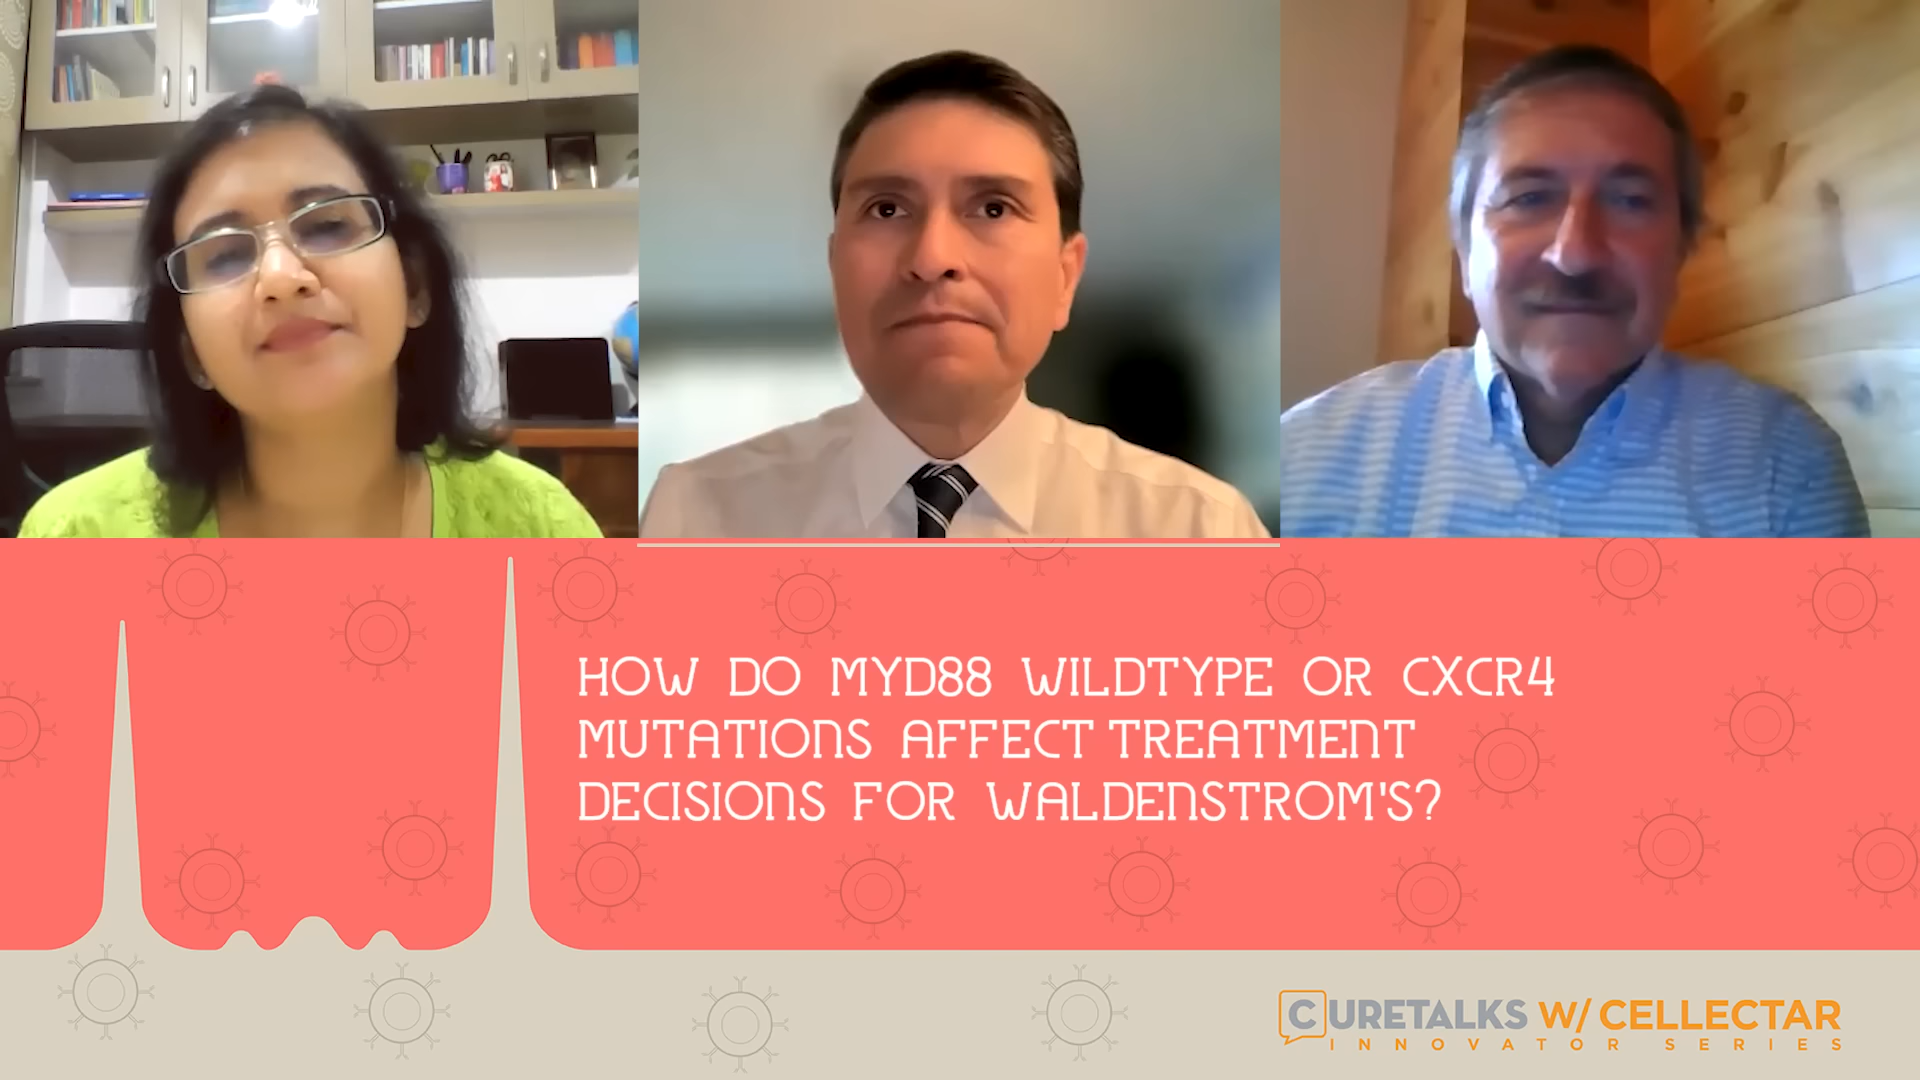 HOW DO MYD88 WILDTYPE OR CXCR4
MUTATIONS AFFECT TREATMENT
DECISIONS FOR WALDENSTROM'S?
CURETALKS W/ CELLECTAR
INNOVATOR SERIES